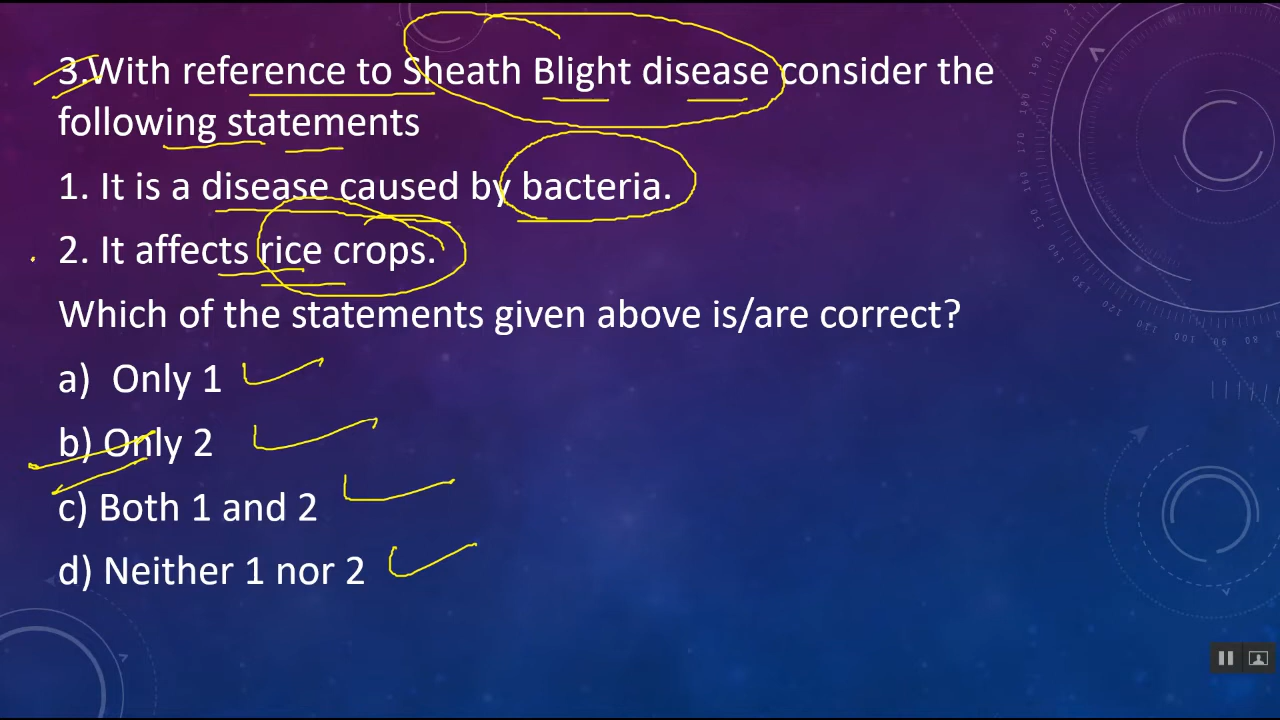 3.With reference to Sheath Blight disease consider the
following statements
1. It is a disease caused by bacteria.
2. It affects rice crops.
Which of the statements given above is/are correct?
a) Only 1
b) Only 2
c) Both 1 and 2
d) Neither 1 nor 2